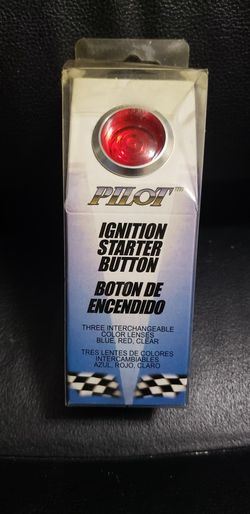 PILOT™
IGNITION
STARTER
BUTTON
BOTON DE
ENCENDIDO
THREE INTERCHANGEABLE
COLOR LENSES
BLUE, RED, CLEAR
TRES LENTES DE COLORES
INTERCAMBIABLES
AZUL, ROJO, CLARO